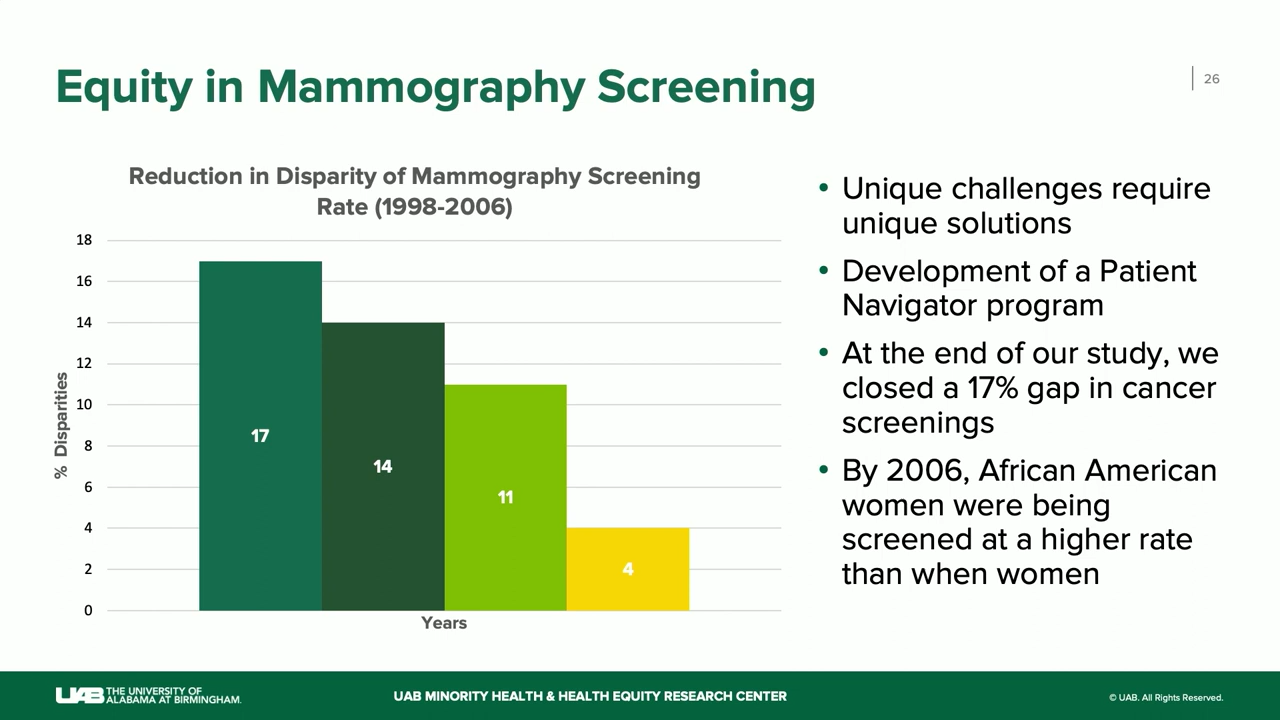 Equity in Mammography Screening
26
Reduction in Disparity of Mammography Screening
Rate (1998-2006)
18
16
14
12
10
8
6
4
2
0
% Disparities
17
14
11
4
Years
• Unique challenges require
unique solutions
• Development of a Patient
Navigator program
• At the end of our study, we
closed a 17% gap in cancer
screenings
• By 2006, African American
women were being
screened at a higher rate
than when women
UAB THE UNIVERSITY OF
ALABAMA AT BIRMINGHAM.
UAB MINORITY HEALTH & HEALTH EQUITY RESEARCH CENTER
© UAB. All Rights Reserved.